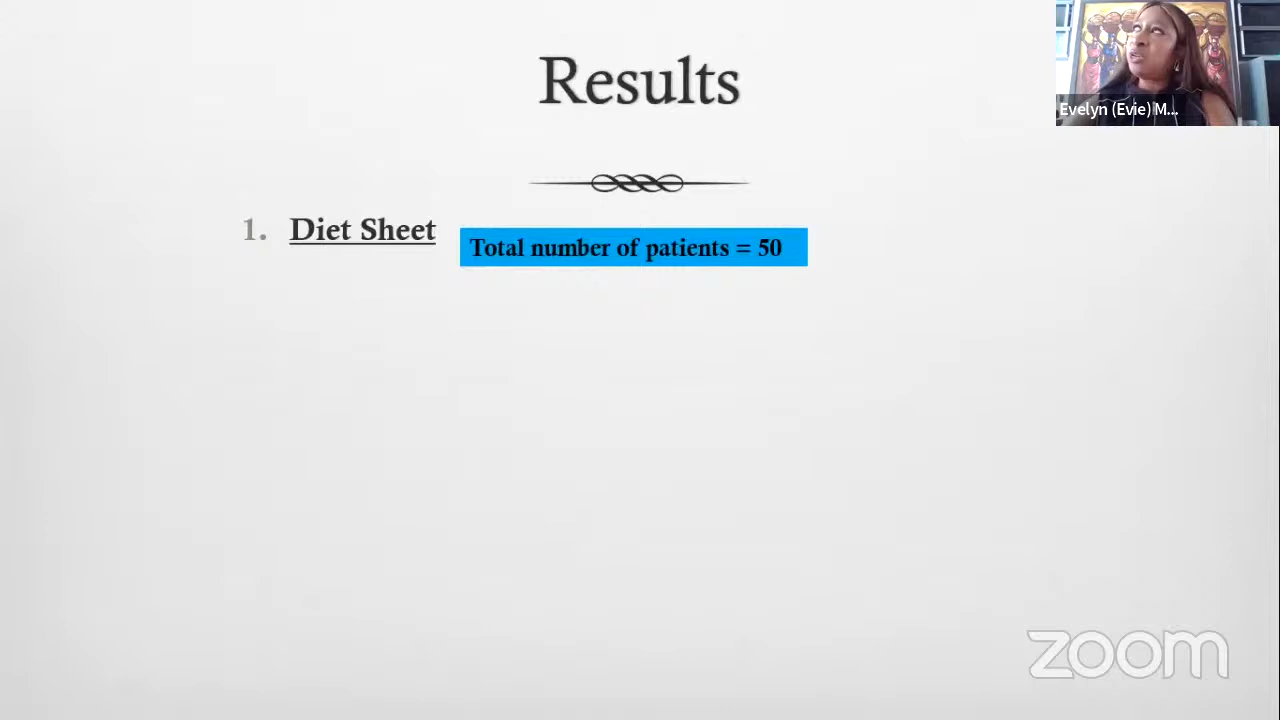 Results
Evelyn (Evie) M...
1. Diet Sheet
Total number of patients = 50
zoom